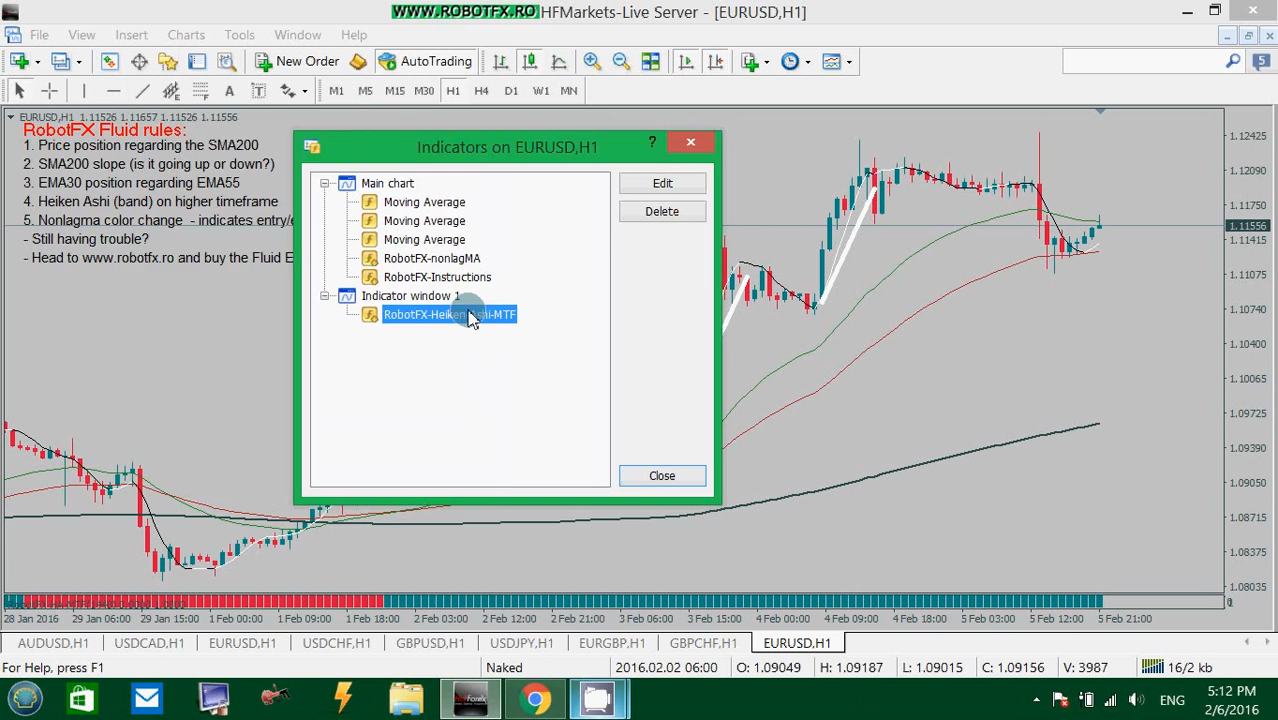 WWW.ROBOTFX.RO HFMarkets-Live Server - [EURUSD,H1]
File View Insert Charts Tools Window Help
New Order AutoTrading 5
A T M1 M5 M15 M30 H1 H4 D1 W1 MN
EURUSD,H1 1.11526 1.11657 1.11521 1.11556
RobotFX Fluid rules:
1. Price position regarding the SMA200
2. SMA200 slope (is it going up or down?)
3. EMA30 position regarding EMA55
4. Heiken Ashi (band) on higher timeframe
5. Nonlagma color change - indicates entry/e
- Still having trouble?
- Head to www.robotfx.ro and buy the Fluid E
Indicators on EURUSD,H1
?
Main chart
Moving Average
Moving Average
Moving Average
RobotFX-nonlagMA
RobotFX-Instructions
Indicator window 1
RobotFX-Heiken Ashi-MTF
Edit
Delete
Close
1.12425
1.12090
1.11750
1.11556
1.11415
1.11075
1.10740
1.10400
1.10065
1.09725
1.09390
1.09050
1.08715
1.08375
1.08035
28 Jan 2016 29 Jan 06:00 29 Jan 15:00 1 Feb 00:00 1 Feb 09:00 1 Feb 18:00 2 Feb 03:00 2 Feb 12:00 2 Feb 21:00 3 Feb 06:00 3 Feb 15:00 4 Feb 00:00 4 Feb 09:00 4 Feb 18:00 5 Feb 03:00 5 Feb 12:00 5 Feb 21:00
AUDUSD,H1 USDCAD,H1 EURUSD,H1 USDCHF,H1 GBPUSD,H1 USDJPY,H1 EURGBP,H1 GBPCHF,H1 EURUSD,H1
For Help, press F1 Naked 2016.02.02 06:00 O: 1.09049 H: 1.09187 L: 1.09015 C: 1.09156 V: 3987 16/2 kb
ENG 5:12 PM
2/6/2016